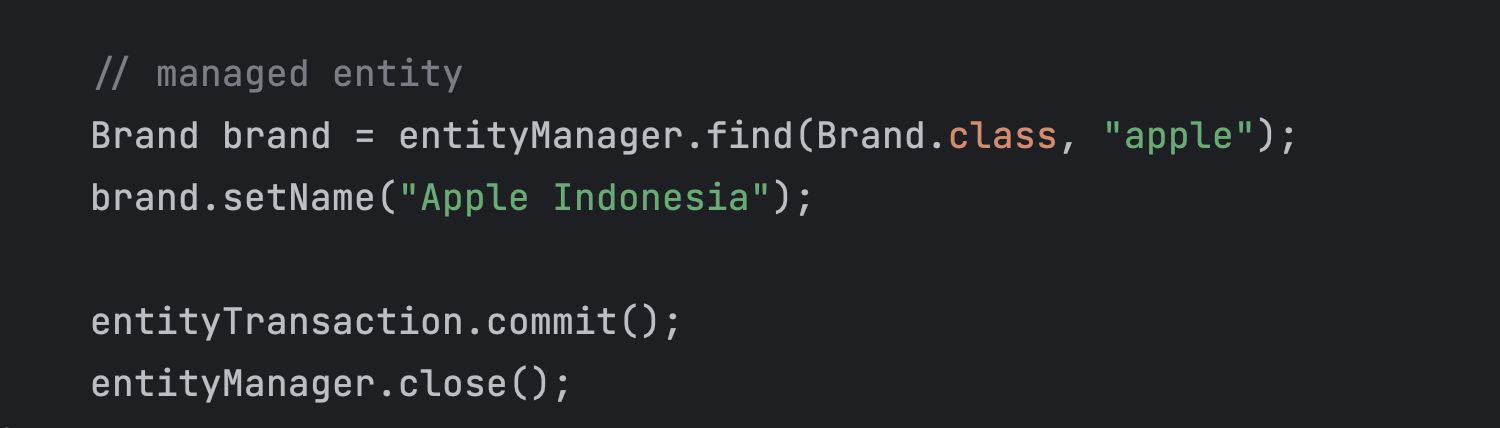 // managed entity
Brand brand = entityManager.find(Brand.class, "apple");
brand.setName("Apple Indonesia");
entityTransaction.commit();
entityManager.close();